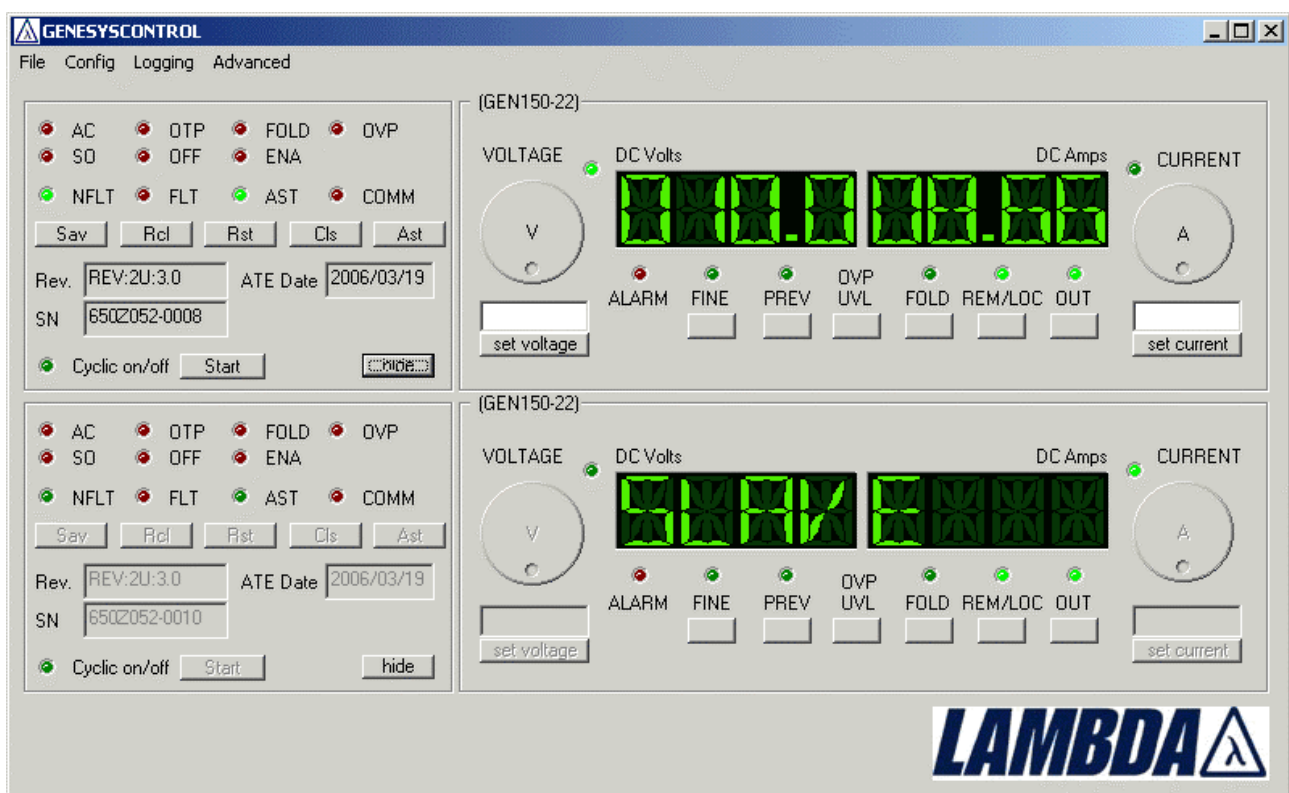 GENESYSCONTROL
File Config Logging Advanced
(GEN150-22)
AC OTP FOLD OVP
SO OFF ENA
NFLT FLT AST COMM
Sav Rcl Rst Cls Ast
Rev. REV:2U:3.0 ATE Date 2006/03/19
SN 650Z052-0008
Cyclic on/off Start hide
VOLTAGE DC Volts DC Amps CURRENT
V A
ALARM FINE PREV OVP UVL FOLD REM/LOC OUT
set voltage set current
(GEN150-22)
AC OTP FOLD OVP
SO OFF ENA
NFLT FLT AST COMM
Sav Rcl Rst Cls Ast
Rev. REV:2U:3.0 ATE Date 2006/03/19
SN 650Z052-0010
Cyclic on/off Start hide
VOLTAGE DC Volts DC Amps CURRENT
V SLAVE A
ALARM FINE PREV OVP UVL FOLD REM/LOC OUT
set voltage set current
LAMBDA λ